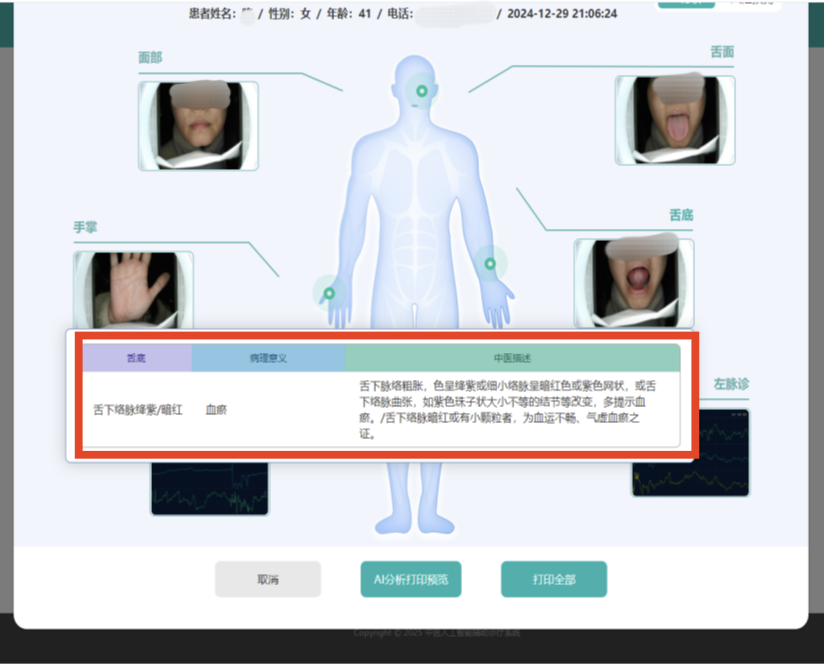 患者姓名： / 性别：女 / 年龄：41 / 电话： / 2024-12-29 21:06:24
面部
舌面
手掌
舌底
舌底 病理意义 中医描述
舌下络脉绛紫/暗红 血瘀
舌下脉络粗胀，色呈绛紫或细小络脉呈暗红色或紫色网状，或舌
下络脉曲张，如紫色珠子状大小不等的结节等改变，多提示血
瘀。/舌下络脉暗红或有小颗粒者，为血运不畅、气虚血瘀之
证。
左脉诊
取消
AI分析打印预览
打印全部
Copyright © 2025 中医人工智能辅助诊疗系统